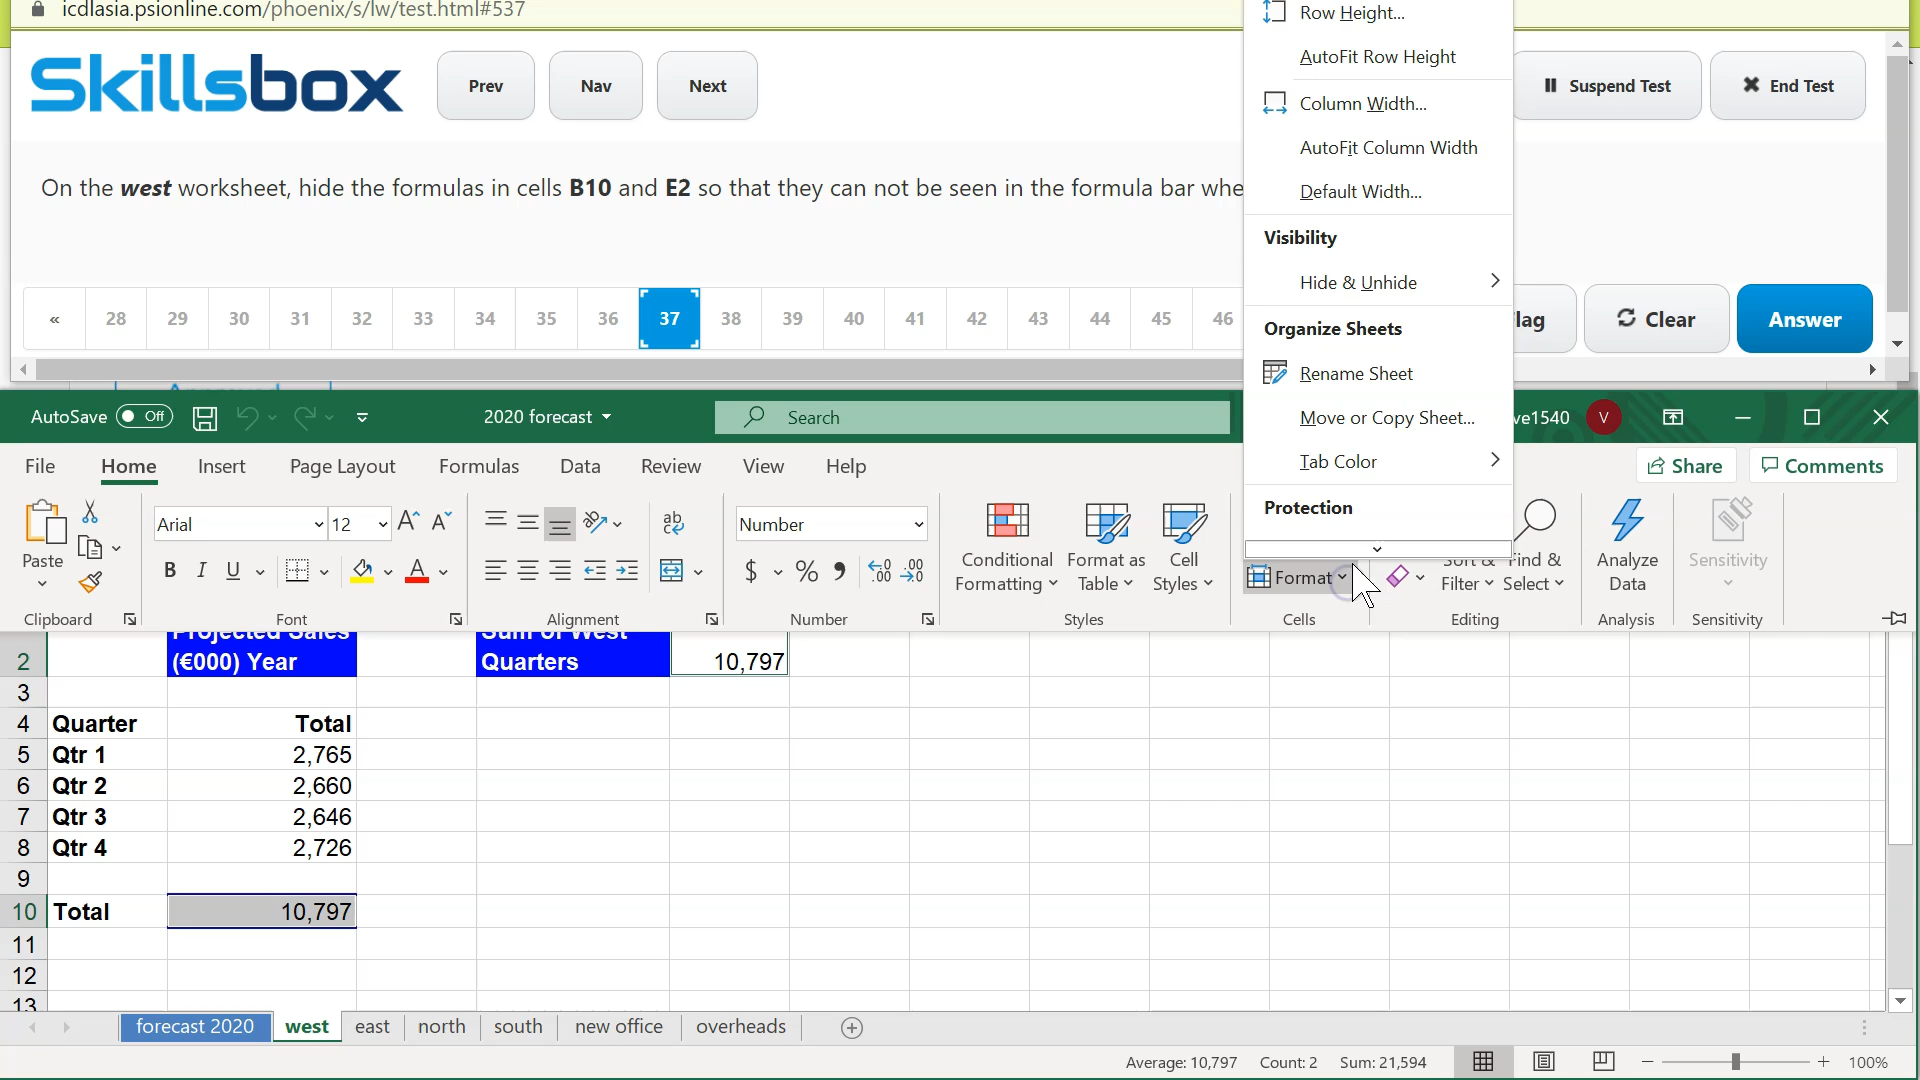 icdlasia.psionline.com/phoenix/s/lw/test.html#537
Skillsbox
Prev
Nav
Next
Suspend Test
End Test
On the west worksheet, hide the formulas in cells B10 and E2 so that they can not be seen in the formula bar whe
« 28 29 30 31 32 33 34 35 36 37 38 39 40 41 42 43 44 45 46
lag
Clear
Answer
Row Height...
AutoFit Row Height
Column Width...
AutoFit Column Width
Default Width...
Visibility
Hide & Unhide
Organize Sheets
Rename Sheet
Move or Copy Sheet...
Tab Color
Protection
AutoSave Off
2020 forecast
Search
ve1540 V
File Home Insert Page Layout Formulas Data Review View Help
Share
Comments
Paste
Clipboard
Arial 12
B I U
Font
Alignment
Number
$ % 9
Number
Conditional Formatting
Format as Table
Cell Styles
Styles
Format
Cells
Sort & Filter
Find & Select
Editing
Analyze Data
Analysis
Sensitivity
Sensitivity
Projected Sales Sum of West
2 (€000) Year Quarters 10,797
3
4 Quarter Total
5 Qtr 1 2,765
6 Qtr 2 2,660
7 Qtr 3 2,646
8 Qtr 4 2,726
9
10 Total 10,797
11
12
13
forecast 2020 west east north south new office overheads
Average: 10,797 Count: 2 Sum: 21,594 100%